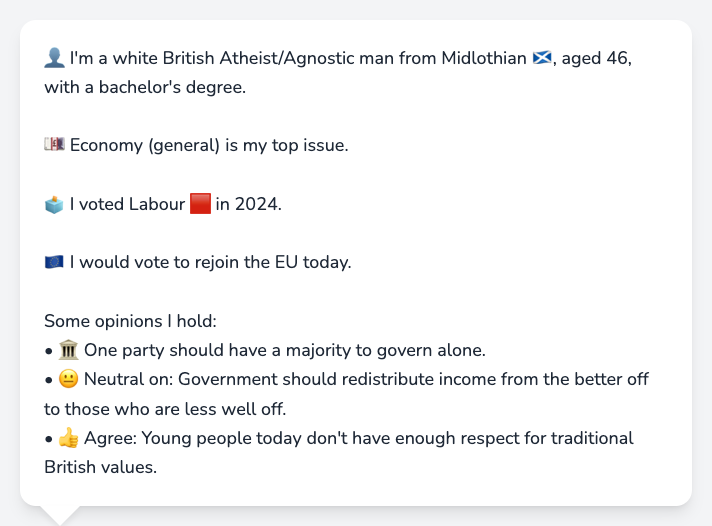 👤 I'm a white British Atheist/Agnostic man from Midlothian 🏴󠁧󠁢󠁳󠁣󠁴󠁿, aged 46,
with a bachelor's degree.
💷 Economy (general) is my top issue.
🗳️ I voted Labour 🟥 in 2024.
🇪🇺 I would vote to rejoin the EU today.
Some opinions I hold:
• 🏛️ One party should have a majority to govern alone.
• 😐 Neutral on: Government should redistribute income from the better off
to those who are less well off.
• 👍 Agree: Young people today don't have enough respect for traditional
British values.